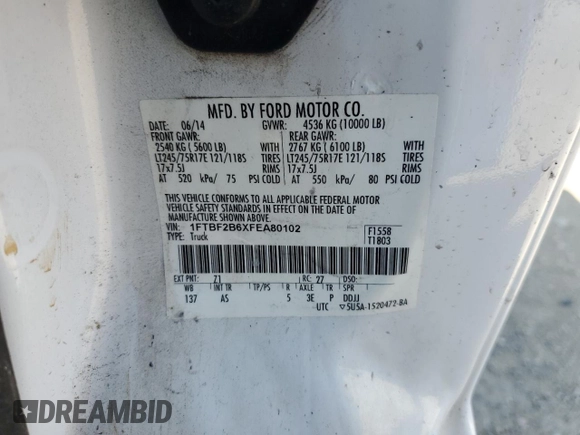 MFD. BY FORD MOTOR CO.
DATE: 06/14 GVWR: 4536 KG (10000 LB)
FRONT GAWR: REAR GAWR:
2540 KG ( 5600 LB) WITH 2767 KG ( 6100 LB) WITH
LT245/75R17E 121/118S TIRES LT245/75R17E 121/118S TIRES
17x7.5J RIMS 17x7.5J RIMS
AT 520 kPa/ 75 PSI COLD AT 550 kPa/ 80 PSI COLD
THIS VEHICLE CONFORMS TO ALL APPLICABLE FEDERAL MOTOR
VEHICLE SAFETY STANDARDS IN EFFECT ON THE DATE OF MANUFACTURE
SHOWN ABOVE.
VIN: 1FTBF2B6XFEA80102 F1558
TYPE: Truck T1803
EXT PNT: Z1 RC: 27 DSO:
WB INT TR TP/PS R AXLE TR SPR
137 AS 5 3E P DDJJ
UTC 5U5A-1520472-BA
DREAMBID